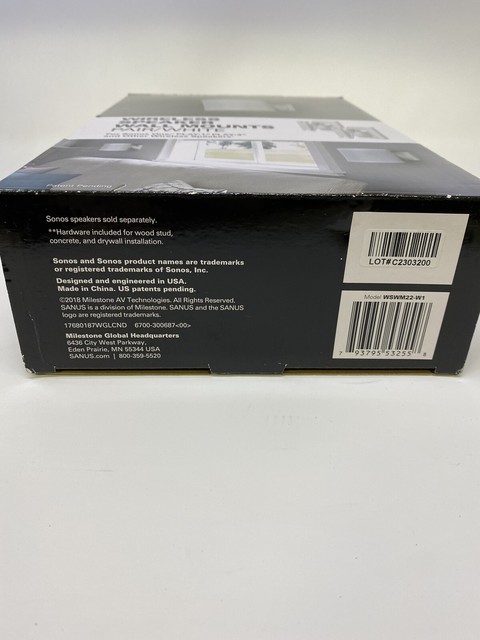 WIRELESS
SPEAKER
WALL MOUNTS
PAIR/WHITE
Patent Pending
Sonos speakers sold separately.
**Hardware included for wood stud,
concrete, and drywall installation.
Sonos and Sonos product names are trademarks
or registered trademarks of Sonos, Inc.
Designed and engineered in USA.
Made in China. US patents pending.
©2018 Milestone AV Technologies. All Rights Reserved.
SANUS is a division of Milestone. SANUS and the SANUS
logo are registered trademarks.
17680187WGLCND 6700-300687<00>
Milestone Global Headquarters
6436 City West Parkway,
Eden Prairie, MN 55344 USA
SANUS.com | 800-359-5520
LOT#C2303200
Model WSWM22-W1
7 93795 53255 8